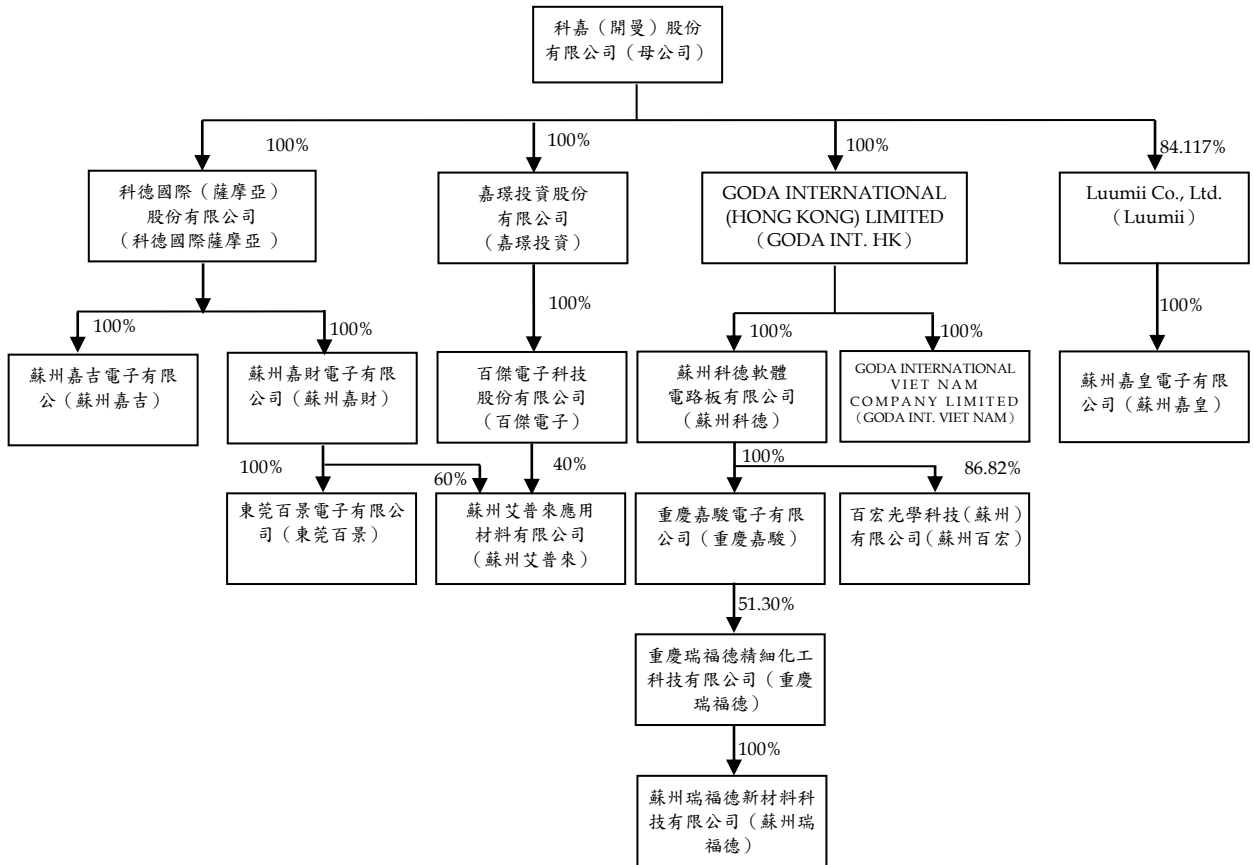 科嘉（開曼）股份
有限公司（母公司）
100%
100%
100%
84.117%
科德國際（薩摩亞）
股份有限公司
（科德國際薩摩亞）
嘉璟投資股份
有限公司
（嘉璟投資）
GODA INTERNATIONAL
(HONG KONG) LIMITED
（GODA INT. HK）
Luumii Co., Ltd.
（Luumii）
100%
100%
100%
100%
100%
100%
蘇州嘉吉電子有限
公（蘇州嘉吉）
蘇州嘉財電子有限
公司（蘇州嘉財）
百傑電子科技
股份有限公司
（百傑電子）
蘇州科德軟體
電路板有限公司
（蘇州科德）
GODA INTERNATIONAL
VIET NAM
COMPANY LIMITED
（GODA INT. VIET NAM）
蘇州嘉皇電子有限
公司（蘇州嘉皇）
100%
60%
40%
100%
86.82%
東莞百景電子有限公
司（東莞百景）
蘇州艾普來應用
材料有限公司
（蘇州艾普來）
重慶嘉駿電子有限
公司（重慶嘉駿）
百宏光學科技(蘇州)
有限公司(蘇州百宏)
51.30%
重慶瑞福德精細化工
科技有限公司（重慶
瑞福德）
100%
蘇州瑞福德新材料科
技有限公司（蘇州瑞
福德）